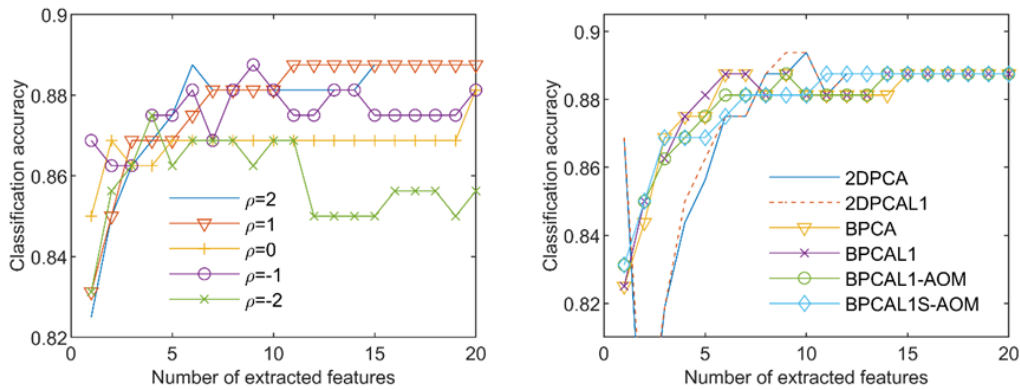 Classification accuracy
0.9
0.88
0.86
0.84
0.82
0
5
10
15
20
Number of extracted features
ρ=2
ρ=1
ρ=0
ρ=-1
ρ=-2
Classification accuracy
0.9
0.88
0.86
0.84
0.82
0
5
10
15
20
Number of extracted features
2DPCA
2DPCAL1
BPCA
BPCAL1
BPCAL1-AOM
BPCAL1S-AOM